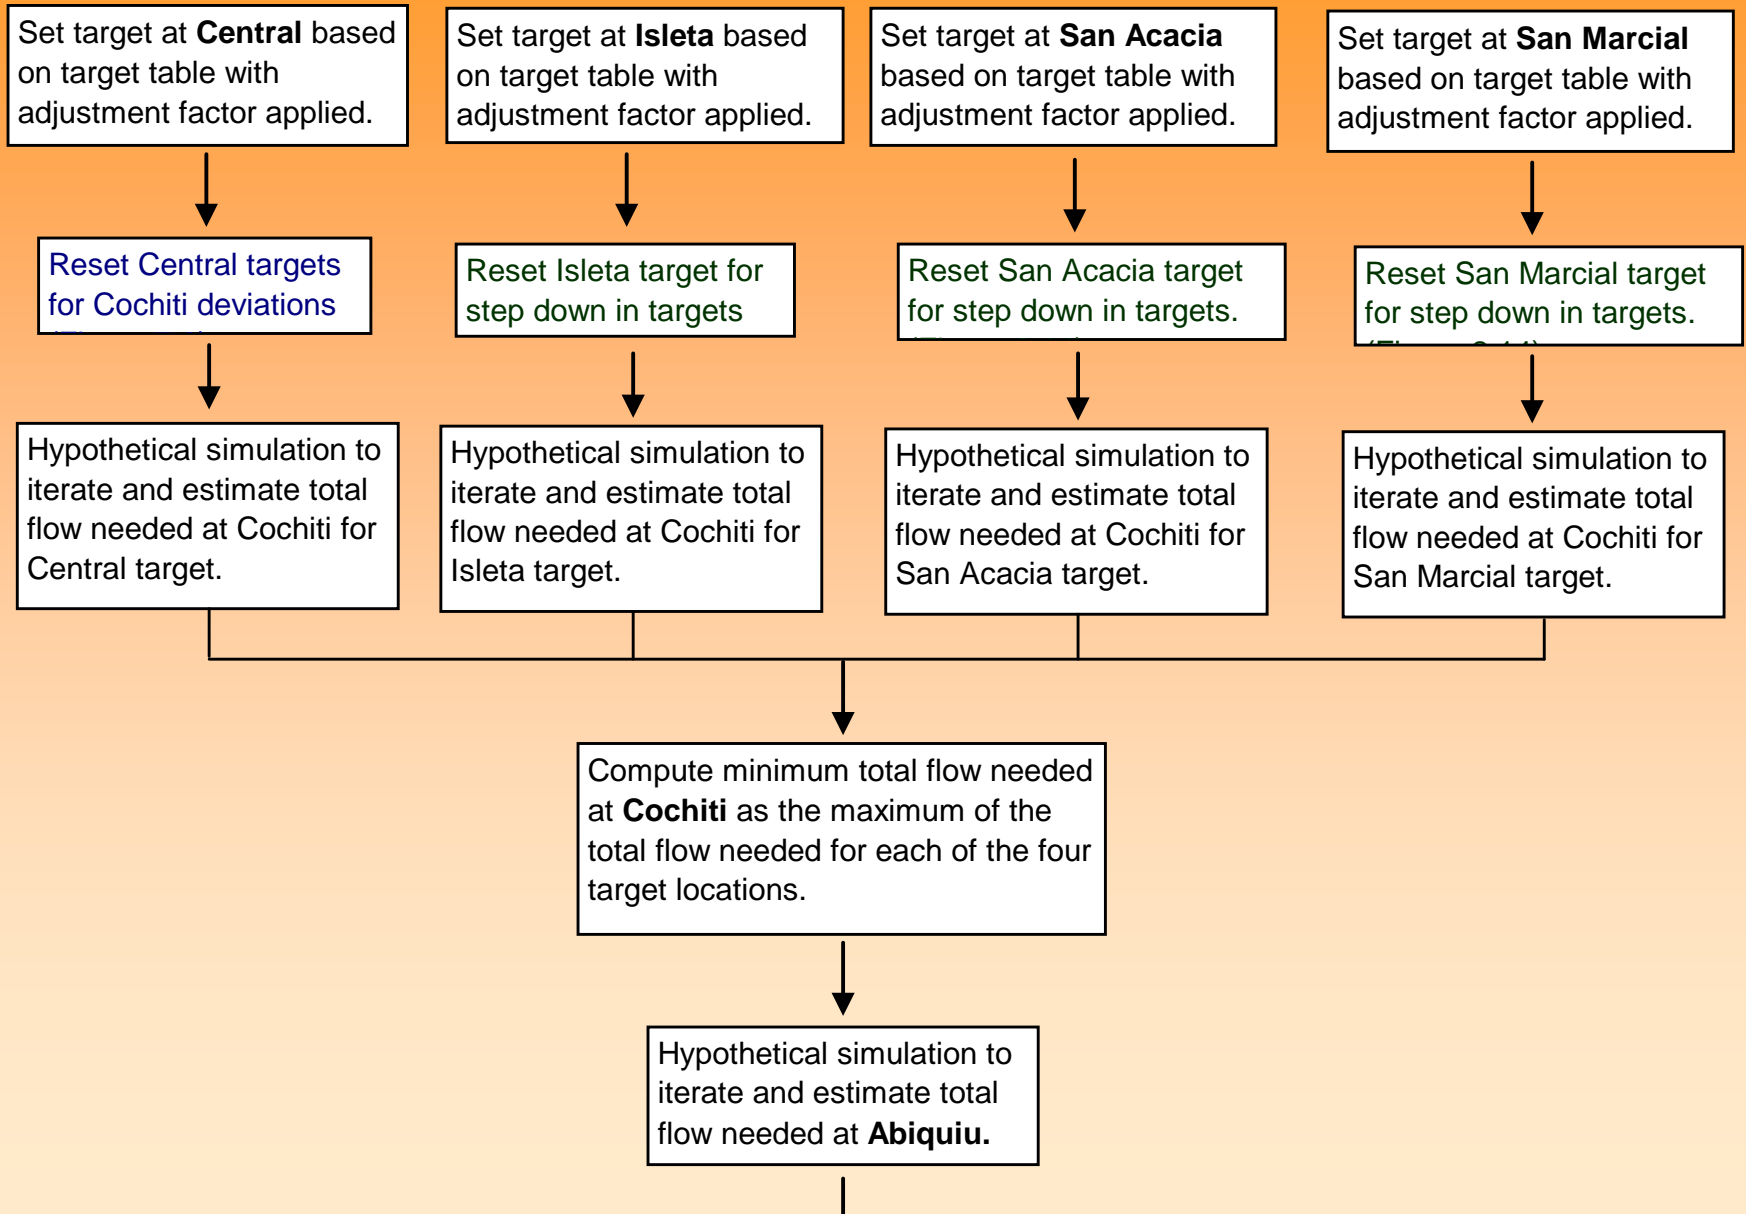 Set target at Central based
on target table with
adjustment factor applied.
Set target at Isleta based
on target table with
adjustment factor applied.
Set target at San Acacia
based on target table with
adjustment factor applied.
Set target at San Marcial
based on target table with
adjustment factor applied.
Reset Central targets
for Cochiti deviations
Reset Isleta target for
step down in targets
Reset San Acacia target
for step down in targets.
Reset San Marcial target
for step down in targets.
Hypothetical simulation to
iterate and estimate total
flow needed at Cochiti for
Central target.
Hypothetical simulation to
iterate and estimate total
flow needed at Cochiti for
Isleta target.
Hypothetical simulation to
iterate and estimate total
flow needed at Cochiti for
San Acacia target.
Hypothetical simulation to
iterate and estimate total
flow needed at Cochiti for
San Marcial target.
Compute minimum total flow needed
at Cochiti as the maximum of the
total flow needed for each of the four
target locations.
Hypothetical simulation to
iterate and estimate total
flow needed at Abiquiu.